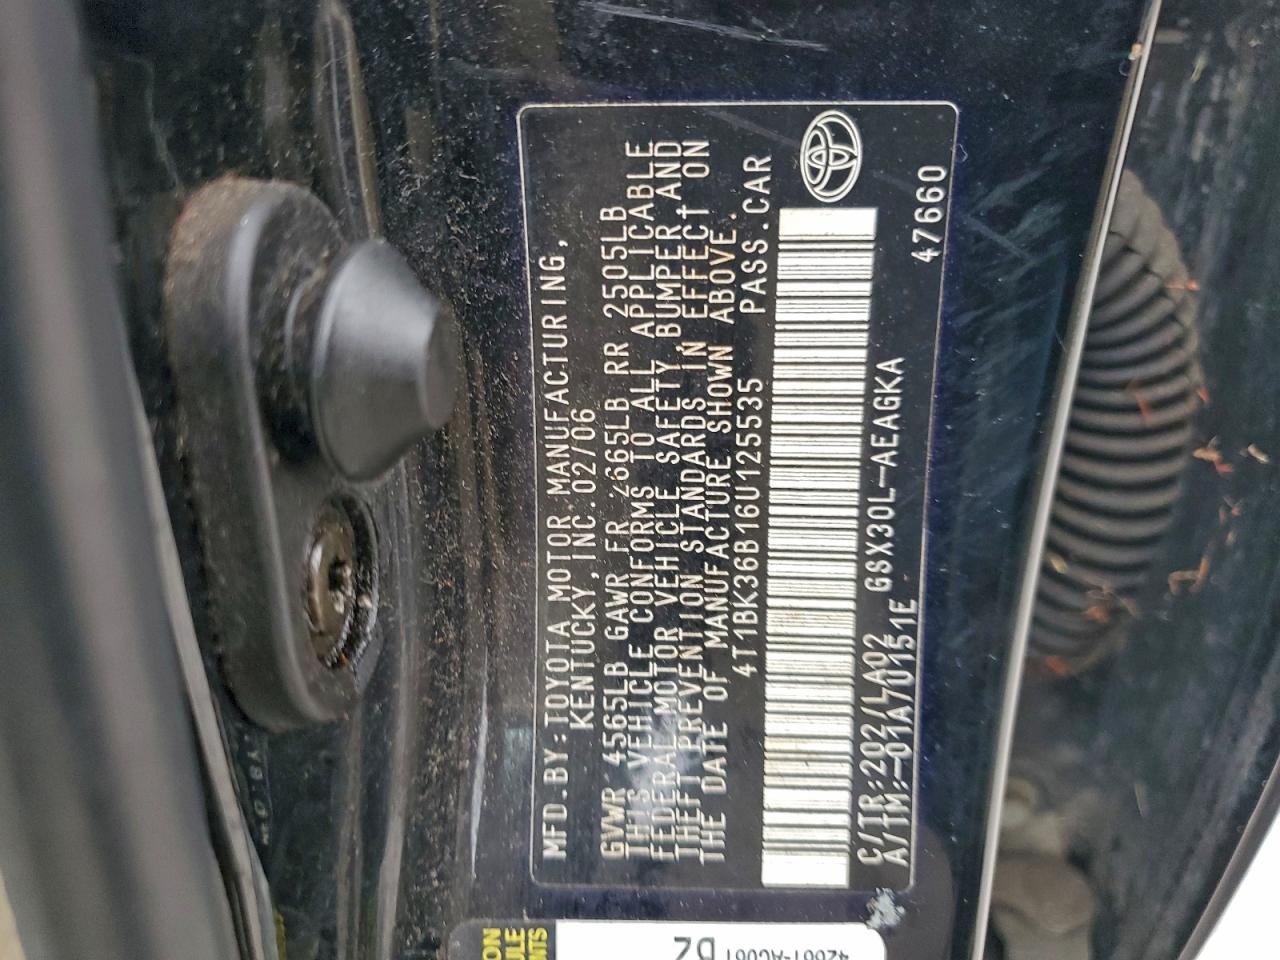 MFD.BY:TOYOTA MOTOR MANUFACTURING,
KENTUCKY,INC.02/06
GVWR 4565LB GAWR FR 2665LB RR 2505LB
THIS VEHICLE CONFORMS TO ALL APPLICABLE
FEDERAL MOTOR VEHICLE SAFETY,BUMPER,AND
THEFT PREVENTION STANDARDS IN EFFECT ON
THE DATE OF MANUFACTURE SHOWN ABOVE.
4T1BK36B16U125535 PASS.CAR
C/TR:202/LA02 GSX30L-AEAGKA
A/TM:-01A/U151E
47660